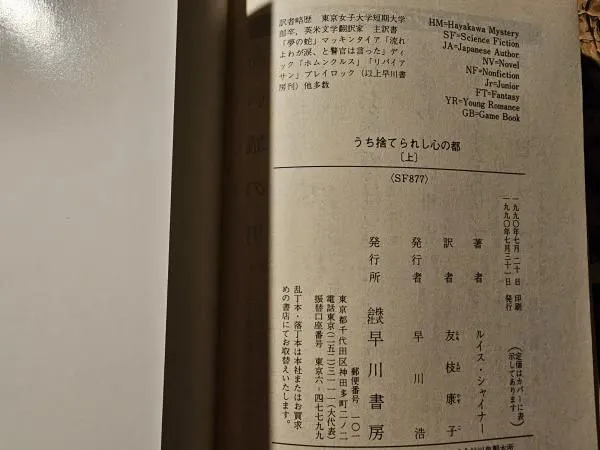 訳者略歴 東京女子大学短期大学
部卒、英米文学翻訳家 主訳書
「夢の蛇」マッキンタイア「流れ
よわが涙、と警官は言った」ディ
ック「ホムンクルス」「リバイア
サン」ブレイロック（以上早川書
房刊）他多数
HM=Hayakawa Mystery
SF=Science Fiction
JA=Japanese Author
NV=Novel
NF=Nonfiction
Jr=Junior
FT=Fantasy
YR=Young Romance
GB=Game Book
うち捨てられし心の都
〔上〕
〈SF877〉
一九九〇年七月二十日 印刷
一九九〇年七月三十一日 発行
（定価はカバーに表
示してあります）
著者 ルイス・シャイナー
訳者 友枝康子
発行者 早川浩
発行所 株式会社 早川書房
郵便番号 一〇一
東京都千代田区神田多町二ノ二
電話東京（二五二）三一一一（大代表）
振替口座番号 東京六-四七七九九
乱丁本・落丁本は本社またはお買求
めの書店にてお取替えいたします。